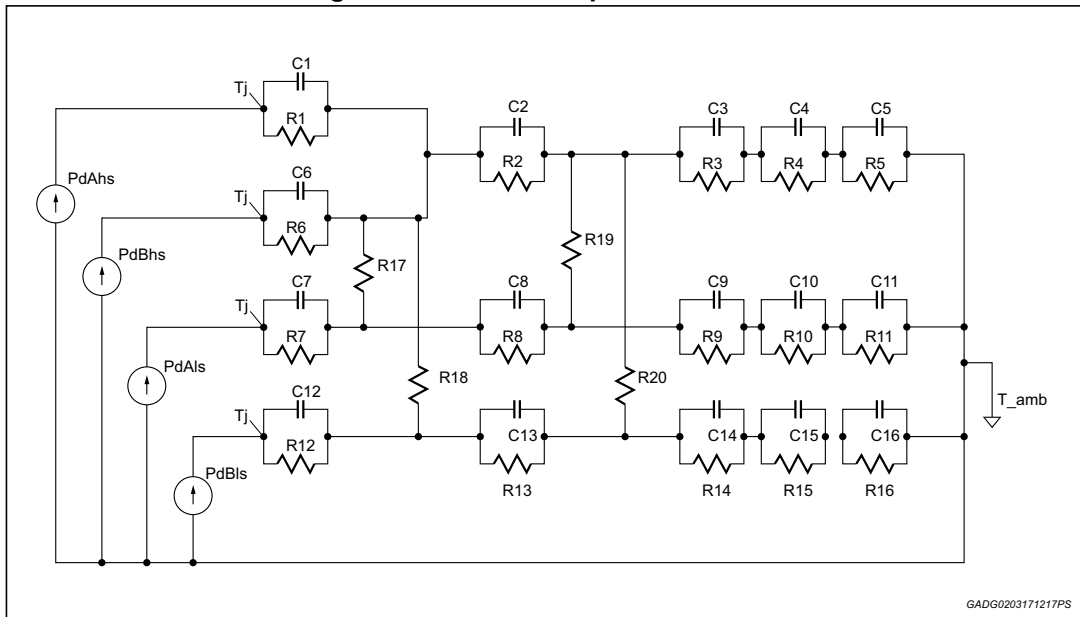 C1
Tj
R1
C2
C3
C4
C5
R2
R3
R4
R5
PdAhs
C6
Tj
R6
PdBhs
R17
R19
C7
Tj
R7
C8
R8
C9
C10
C11
R9
R10
R11
PdAls
R18
R20
T_amb
C12
Tj
R12
C13
C14
C15
C16
R13
R14
R15
R16
PdBls
GADG0203171217PS